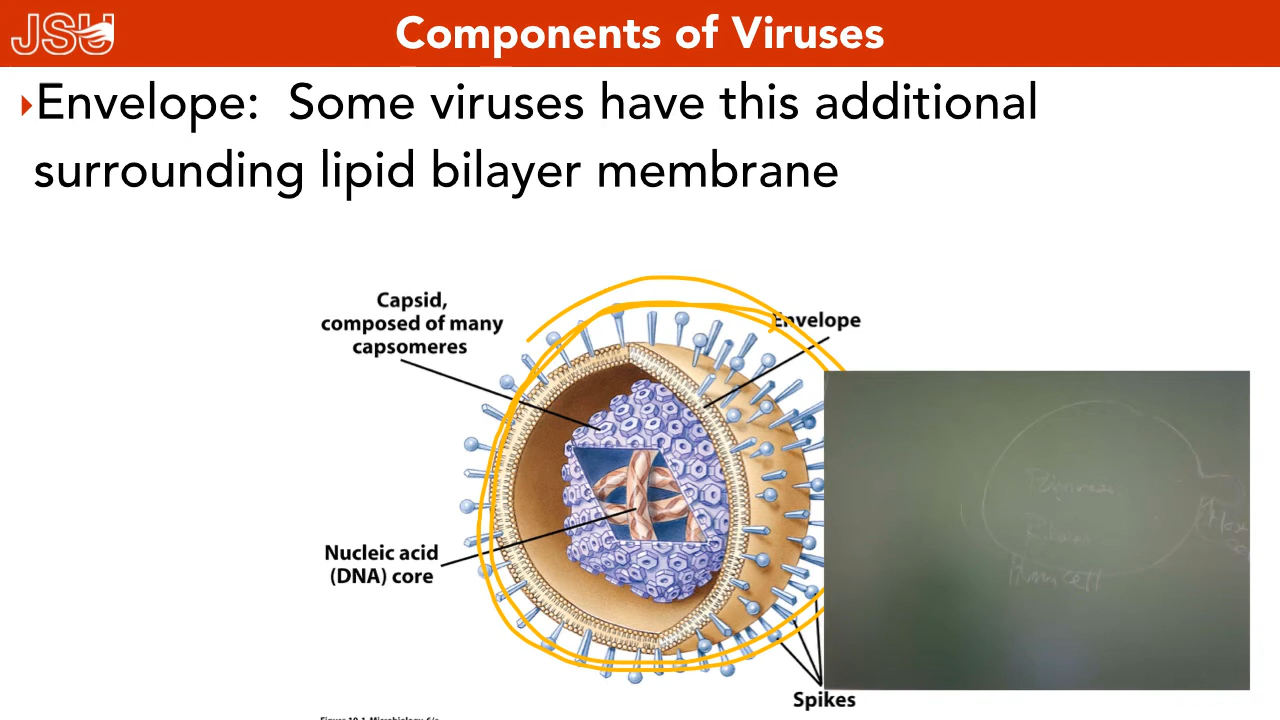 JSU
Components of Viruses
Envelope: Some viruses have this additional
surrounding lipid bilayer membrane
Capsid,
composed of many
capsomeres
Envelope
Nucleic acid
(DNA) core
Spikes